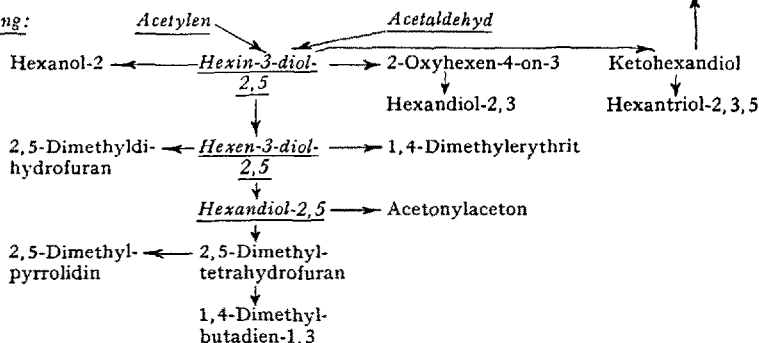 ng:
Acetylen Acetaldehyd
Hexanol-2 Hexin-3-diol- 2-Oxyhexen-4-on-3 Ketohexandiol
2,5
Hexandiol-2,3 Hexantriol-2,3,5
2,5-Dimethyldi- Hexen-3-diol- 1,4-Dimethylerythrit
hydrofuran 2,5
Hexandiol-2,5 Acetonylaceton
2,5-Dimethyl- 2,5-Dimethyl-
pyrrolidin tetrahydrofuran
1,4-Dimethyl-
butadien-1,3